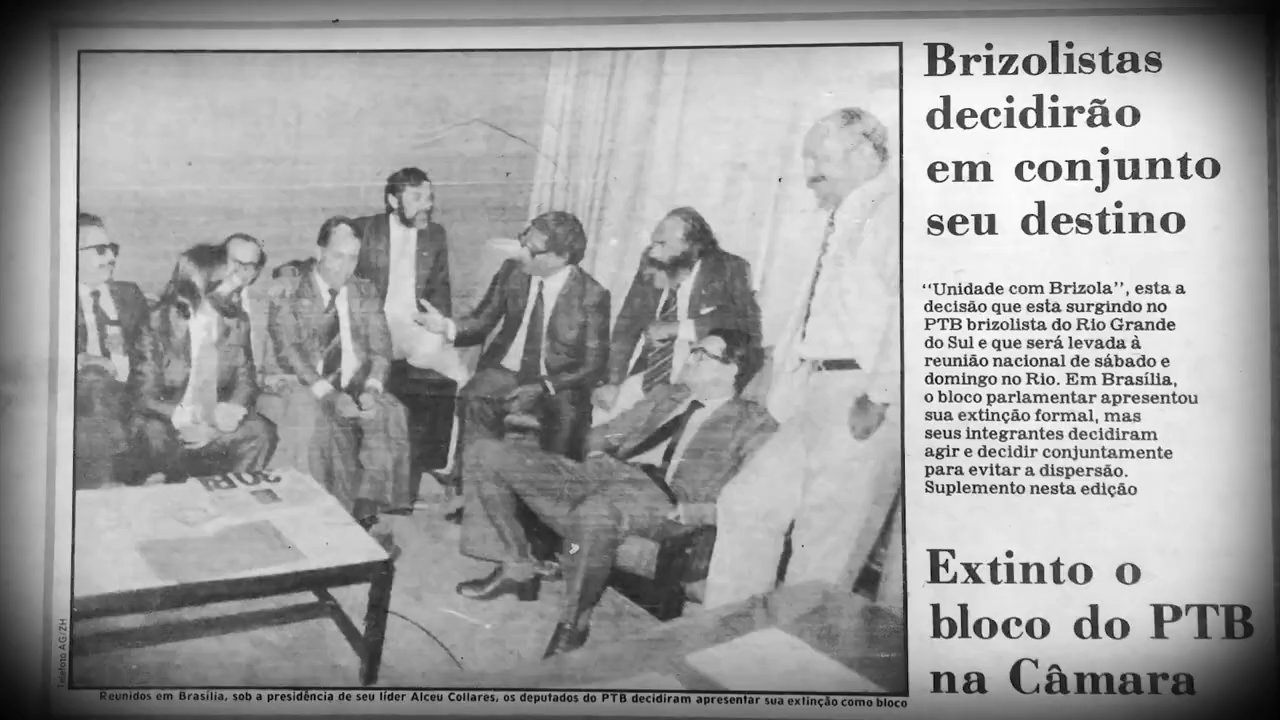 Brizolistas
decidirão
em conjunto
seu destino
“Unidade com Brizola”, esta a
decisão que está surgindo no
PTB brizolista do Rio Grande
do Sul e que será levada à
reunião nacional de sábado e
domingo no Rio. Em Brasília,
o bloco parlamentar apresentou
sua extinção formal, mas
seus integrantes decidiram
agir e decidir conjuntamente
para evitar a dispersão.
Suplemento nesta edição
Extinto o
bloco do PTB
na Câmara
Telefoto AG/ZH
Reunidos em Brasília, sob a presidência de seu líder Alceu Collares, os deputados do PTB decidiram apresentar sua extinção como bloco